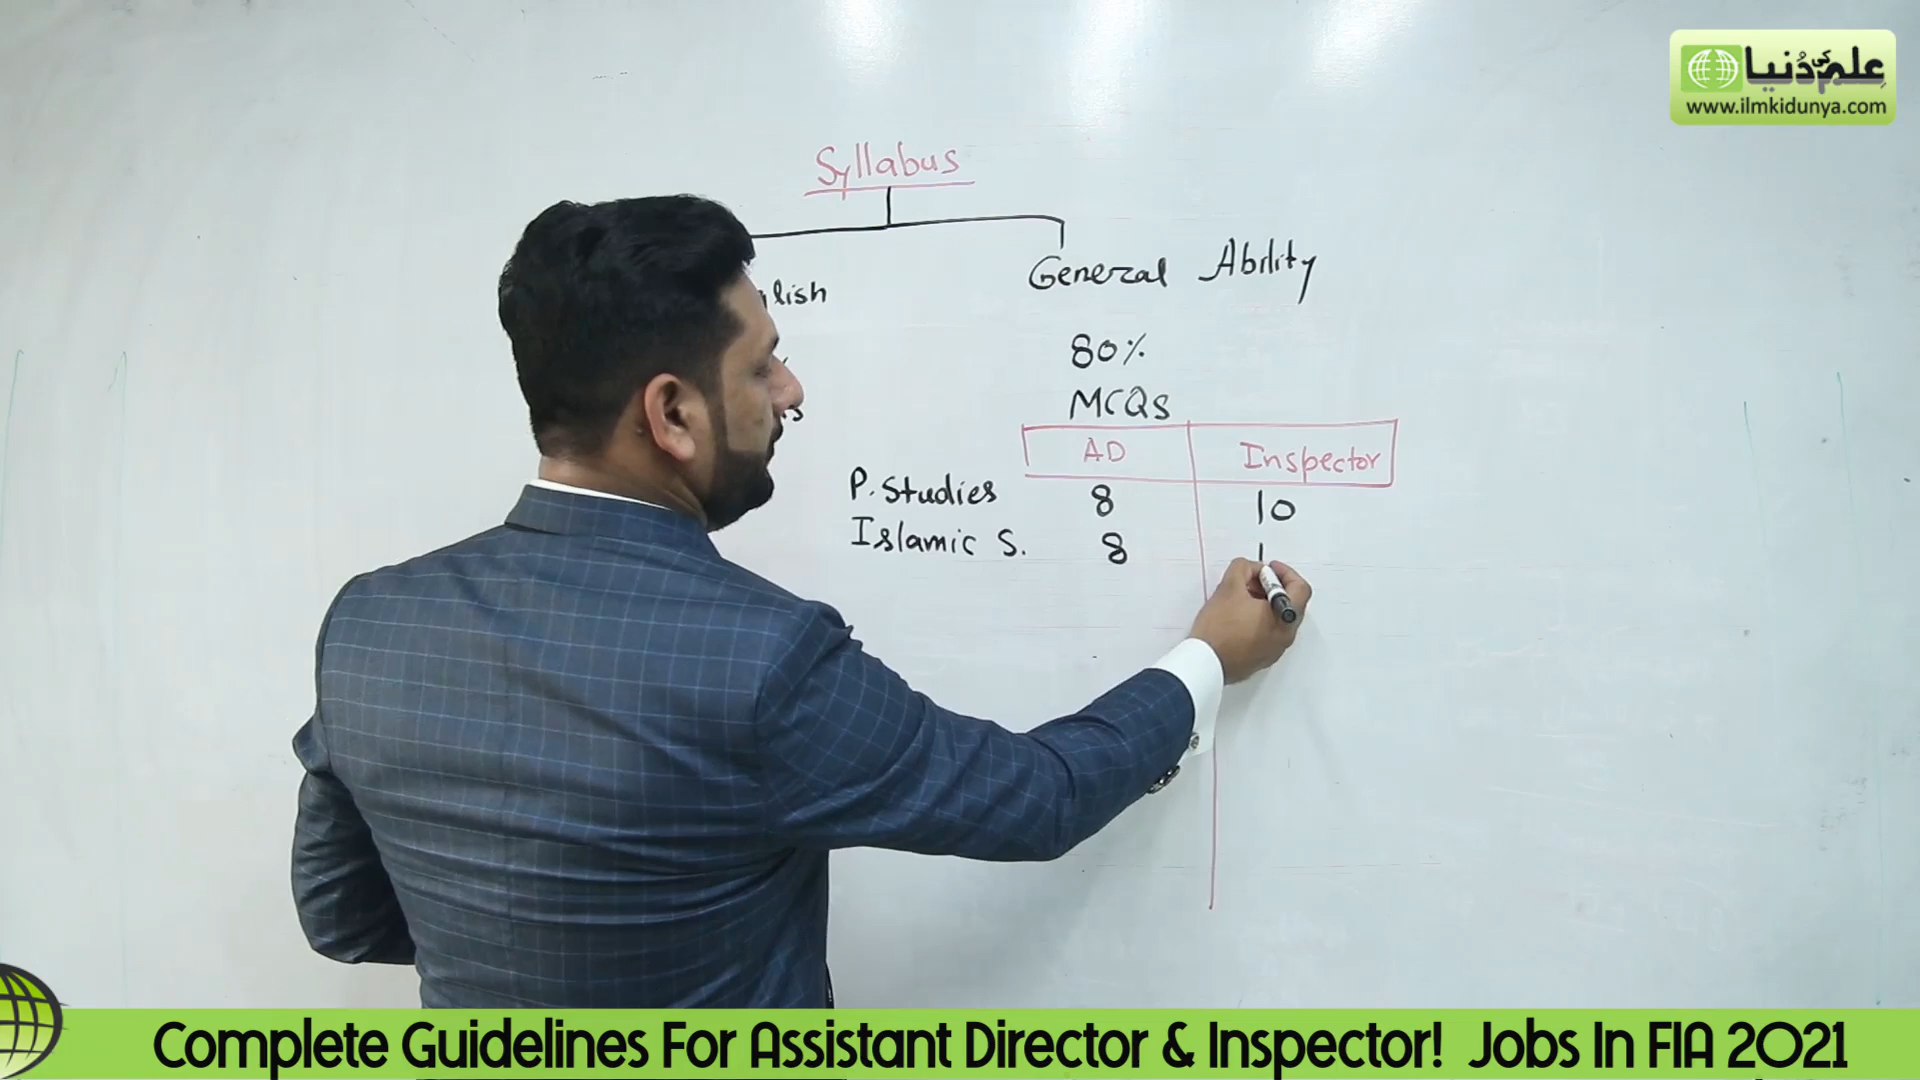 علم کی دُنیا
www.ilmkidunya.com
Syllabus
General Ability
80%
MCQs
AD Inspector
P. Studies 8 10
Islamic S. 8
Complete Guidelines For Assistant Director & Inspector! Jobs In FIA 2021